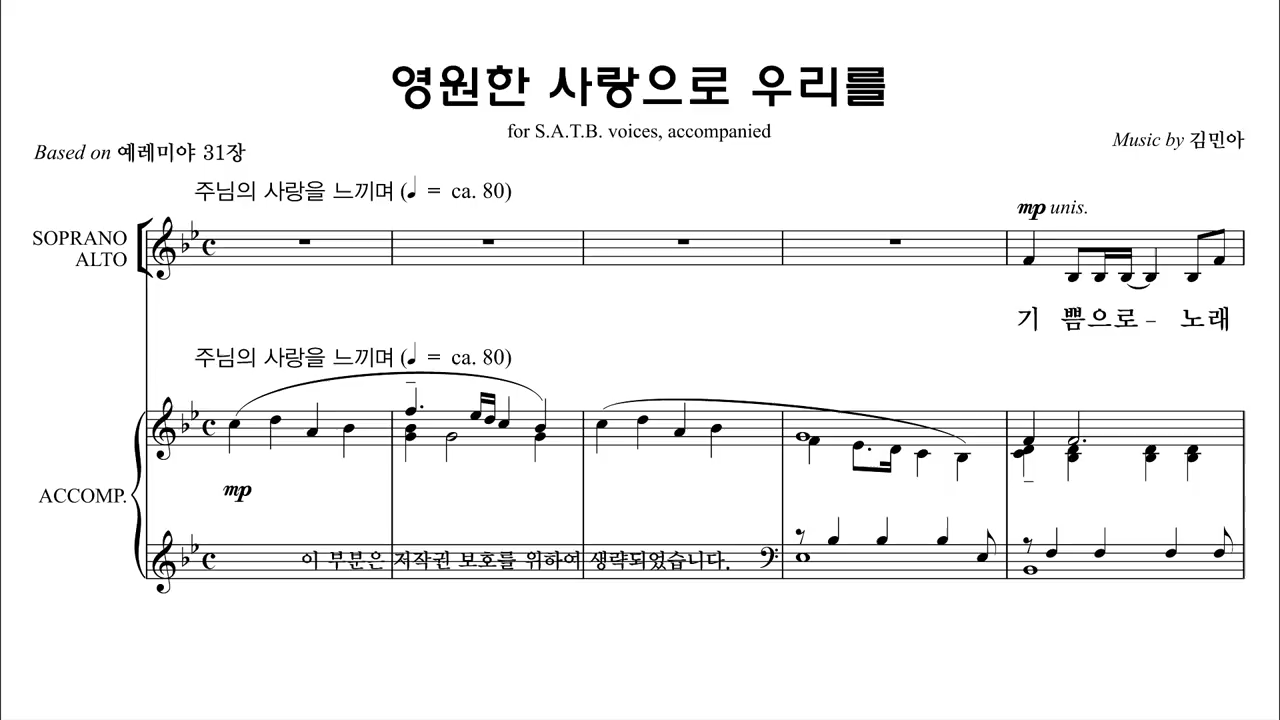 영원한 사랑으로 우리를
for S.A.T.B. voices, accompanied
Based on 예레미야 31장
Music by 김민아
주님의 사랑을 느끼며 (♩ = ca. 80)
mp unis.
SOPRANO
ALTO
기 쁨으로 – 노래
주님의 사랑을 느끼며 (♩ = ca. 80)
mp
ACCOMP.
이 부분은 저작권 보호를 위하여 생략되었습니다.